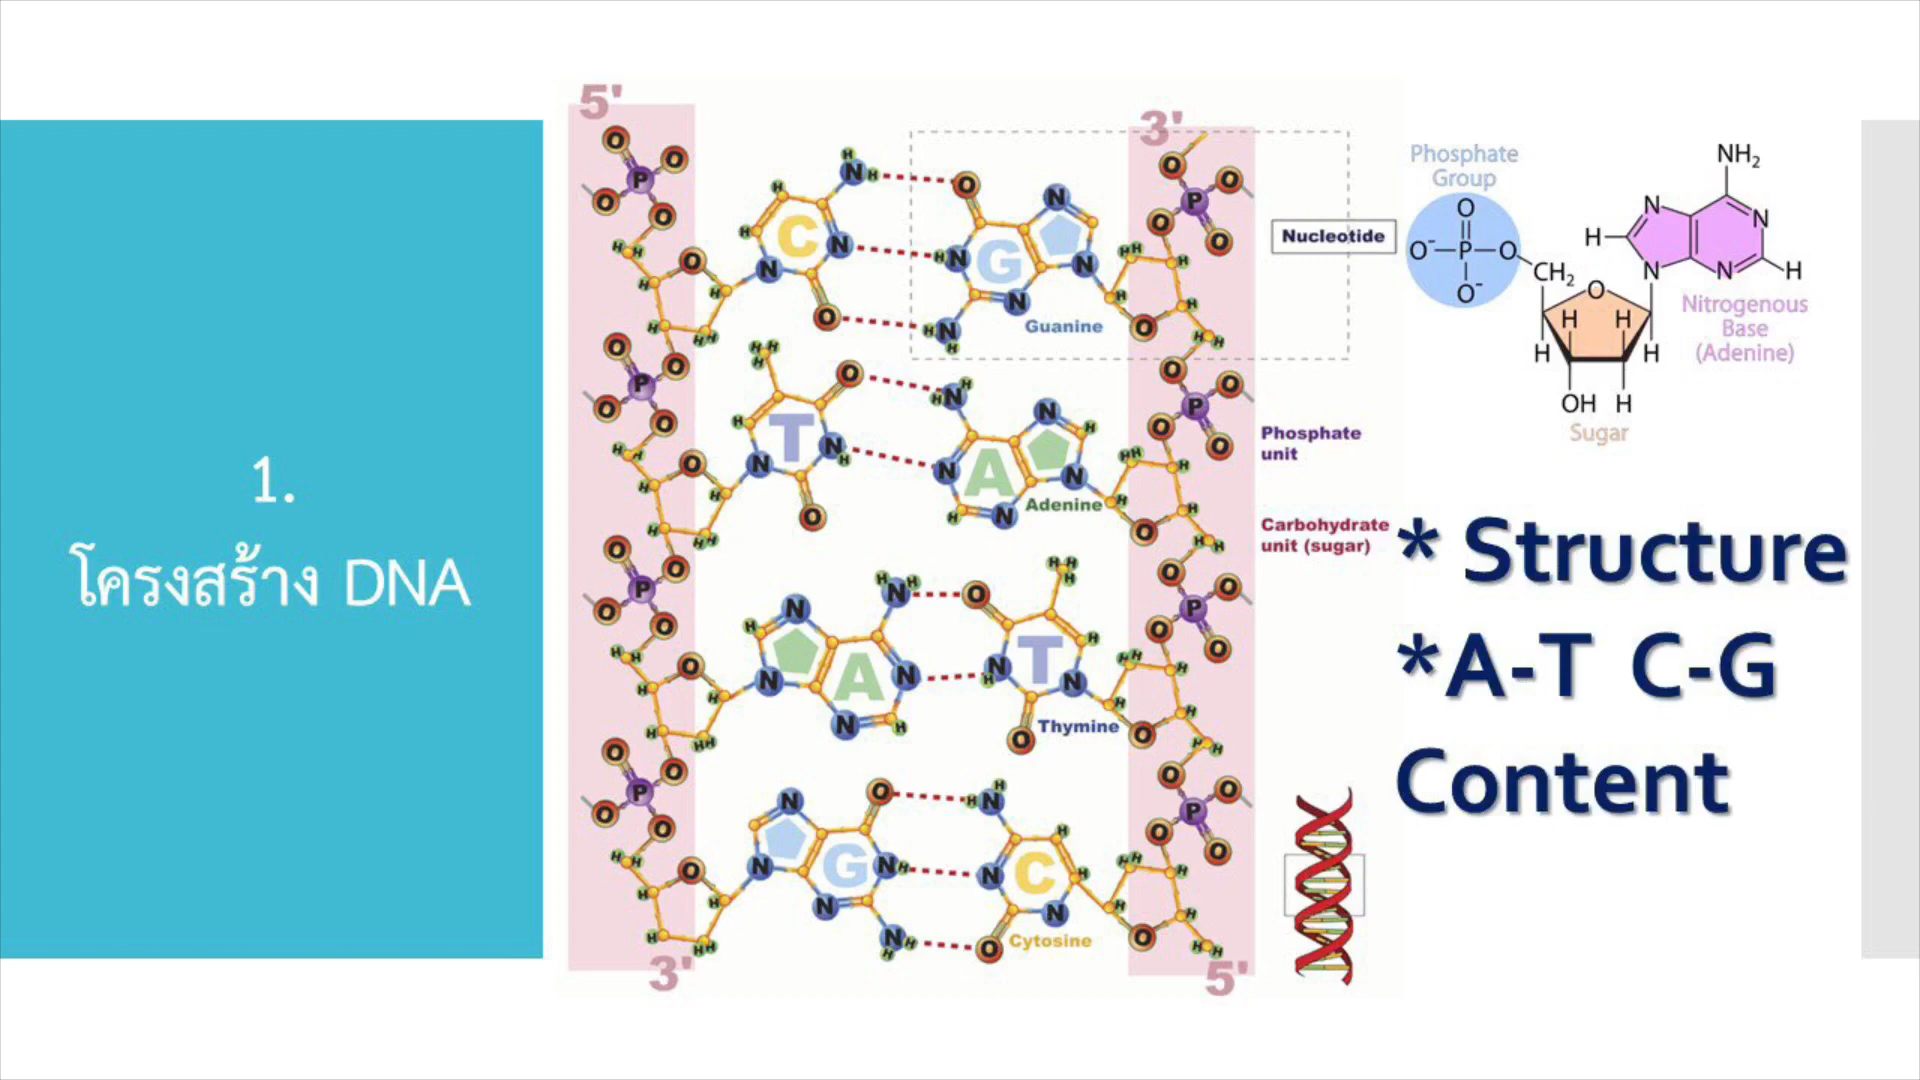 1.
โครงสร้าง DNA
5'
3'
C
G
Guanine
T
A
Adenine
A
T
Thymine
G
C
Cytosine
3'
5'
Nucleotide
Phosphate
unit
Carbohydrate
unit (sugar)
Phosphate
Group
O
O⁻ P O
O⁻
CH₂
NH₂
N
N
H
N
N
H
O
H H
H H
OH H
Sugar
Nitrogenous
Base
(Adenine)
* Structure
*A-T C-G
Content